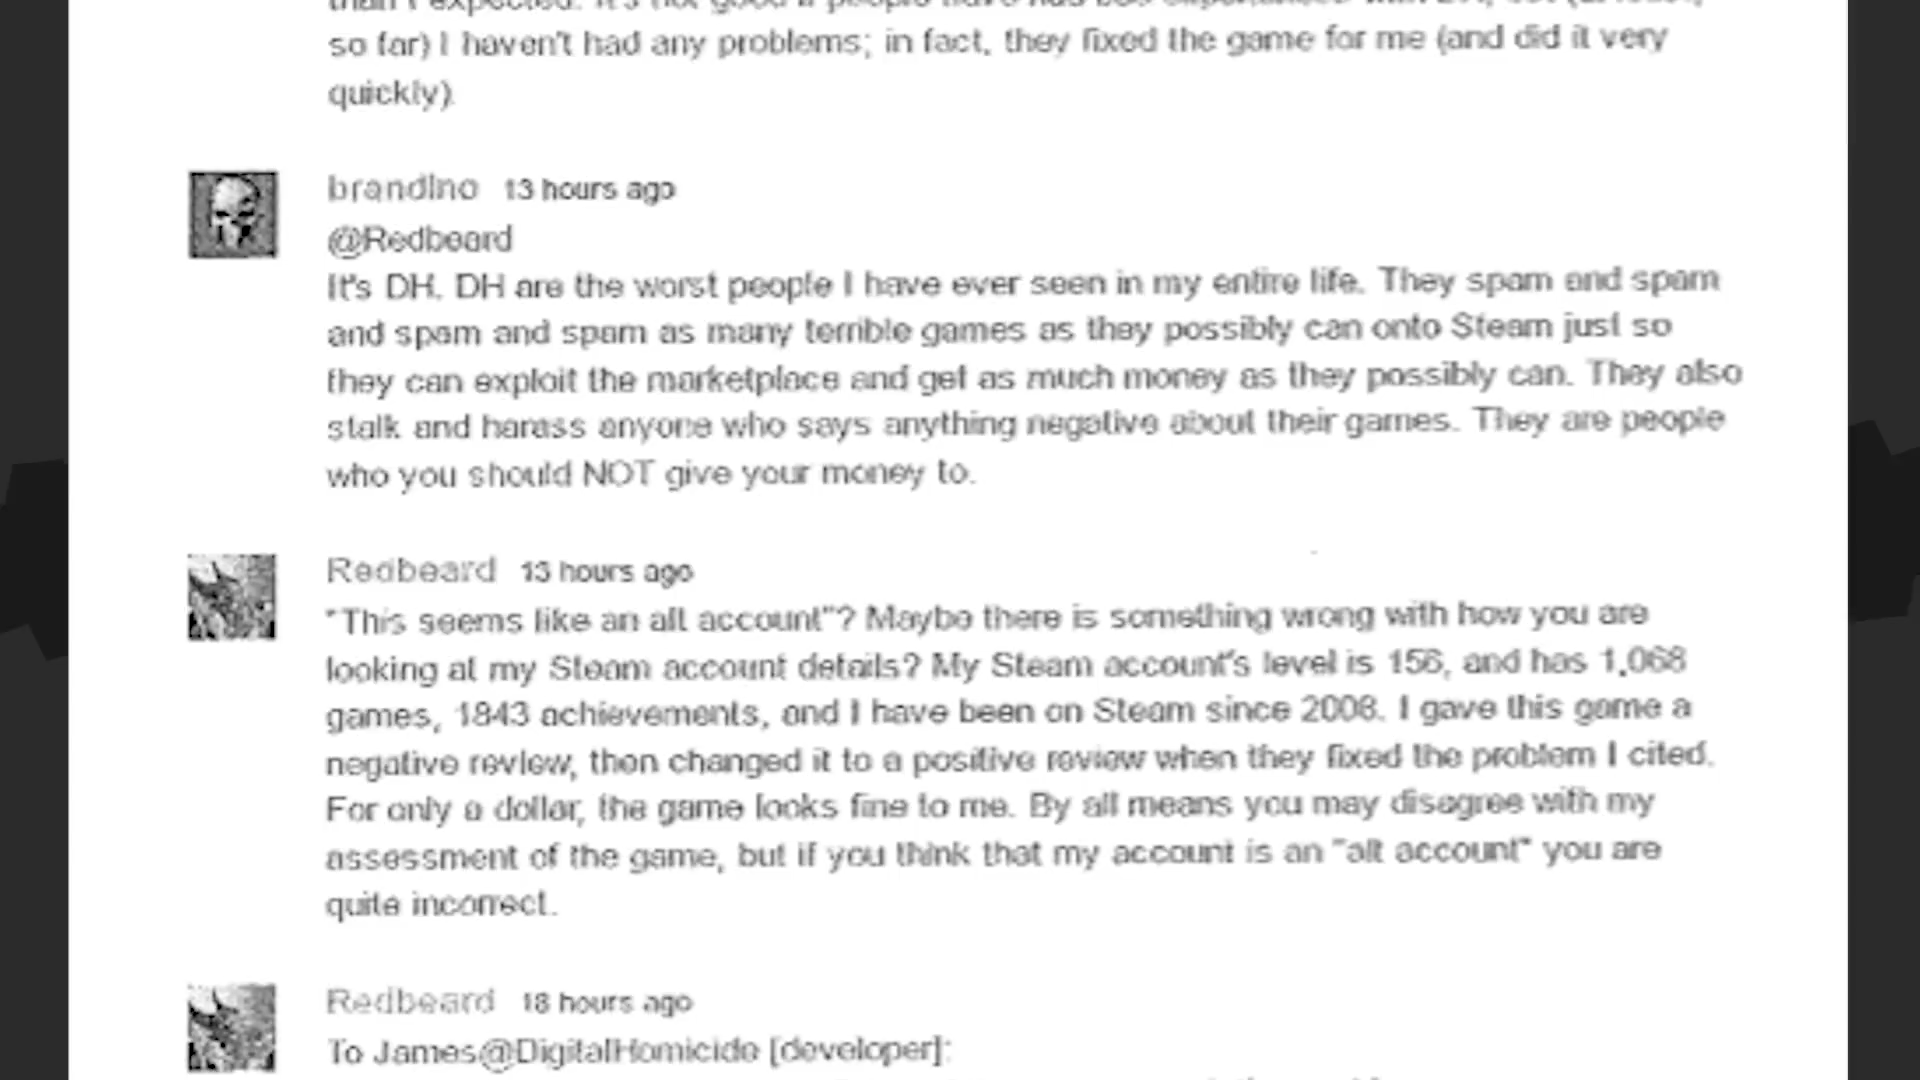 so far) I haven't had any problems; in fact, they fixed the game for me (and did it very
quickly)
brandino 13 hours ago
@Redbeard
It's DH. DH are the worst people I have ever seen in my entire life. They spam and spam
and spam and spam as many terrible games as they possibly can onto Steam just so
they can exploit the marketplace and get as much money as they possibly can. They also
stalk and harass anyone who says anything negative about their games. They are people
who you should NOT give your money to.
Redbeard 13 hours ago
"This seems like an alt account"? Maybe there is something wrong with how you are
looking at my Steam account details? My Steam account's level is and has 1,068
games, 1843 achievements, and I have been on Steam since 2008. I gave this game a
negative review, then changed it to a positive review when they fixed the problem I cited.
For only a dollar, the game looks fine to me. By all means you may disagree with my
assessment of the game, but if you think that my account is an "alt account" you are
quite incorrect.
Redbeard 18 hours ago
To James@DigitalHomicide [developer]: